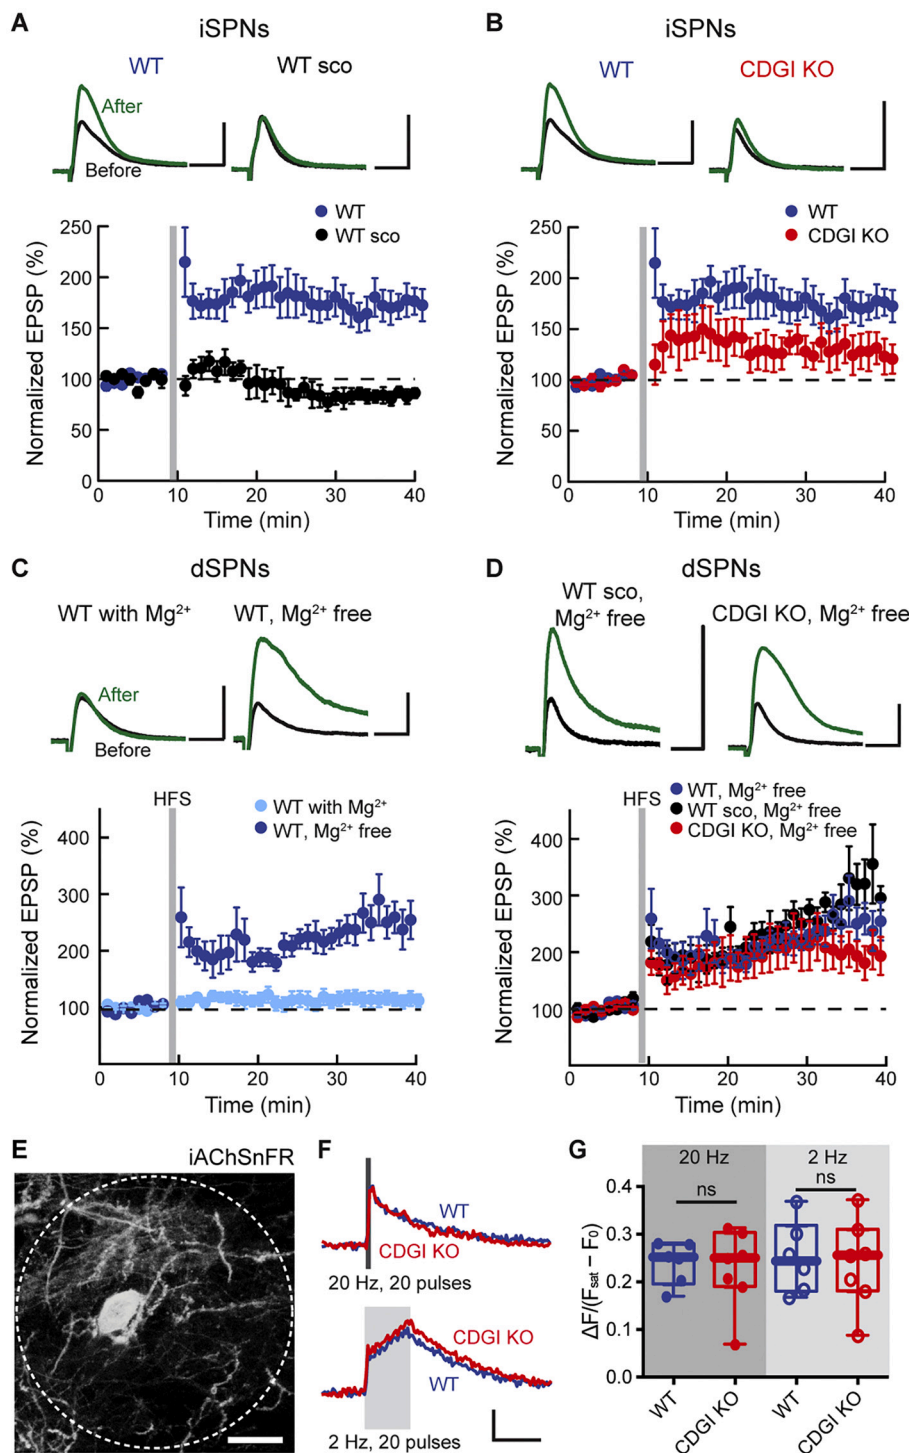 A
iSPNs
WT
WT sco
After
Before
WT
WT sco
Normalized EPSP (%)
250
200
150
100
50
0
0
10
20
30
40
Time (min)
B
iSPNs
WT
CDGI KO
WT
CDGI KO
Normalized EPSP (%)
250
200
150
100
50
0
0
10
20
30
40
Time (min)
C
dSPNs
WT with Mg²⁺
WT, Mg²⁺ free
After
Before
HFS
WT with Mg²⁺
WT, Mg²⁺ free
Normalized EPSP (%)
400
300
200
100
0
10
20
30
40
Time (min)
D
dSPNs
WT sco,
Mg²⁺ free
CDGI KO, Mg²⁺ free
HFS
WT, Mg²⁺ free
WT sco, Mg²⁺ free
CDGI KO, Mg²⁺ free
Normalized EPSP (%)
400
300
200
100
0
10
20
30
40
Time (min)
E
iAChSnFR
F
WT
CDGI KO
20 Hz, 20 pulses
CDGI KO
WT
2 Hz, 20 pulses
G
20 Hz
2 Hz
ns
ns
ΔF/(Fsat − F0)
0.4
0.3
0.2
0.1
0.0
WT
CDGI KO
WT
CDGI KO